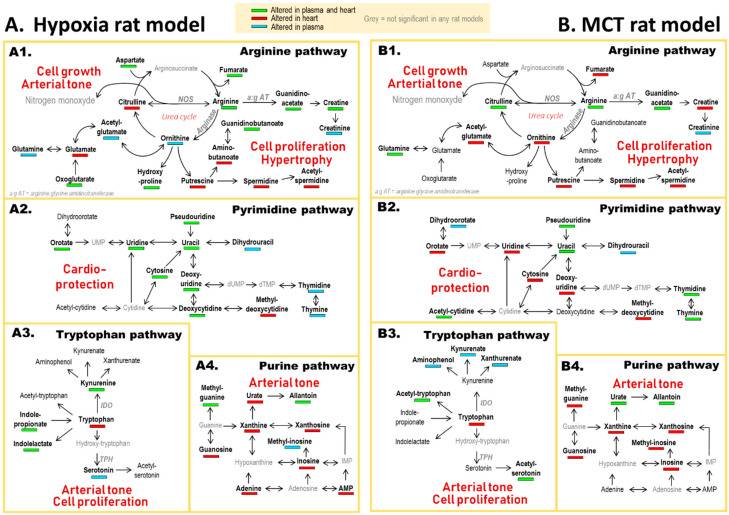 A. Hypoxia rat model
Altered in plasma and heart
Altered in heart
Altered in plasma
Grey = not significant in any rat models
B. MCT rat model
A1.
Arginine pathway
Aspartate
Arginosuccinate
Fumarate
Cell growth
Arterial tone
Nitrogen monoxyde
Citrulline
NOS
Arginine
a:g AT
Guanidino-
acetate
Creatine
Urea cycle
Arginase
Creatinine
Acetyl-
glutamate
Ornithine
Guanidinobutanoate
Cell proliferation
Hypertrophy
Glutamine
Glutamate
Amino-
butanoate
Oxoglutarate
Hydroxy
-proline
Putrescine
Spermidine
Acetyl-
spermidine
a:g AT = arginine glycine amidinotransferase
B1.
Arginine pathway
Aspartate
Arginosuccinate
Fumarate
Cell growth
Arterial tone
Nitrogen monoxyde
Citrulline
NOS
Arginine
a:g AT
Guanidino-
acetate
Creatine
Urea cycle
Arginase
Creatinine
Acetyl-
glutamate
Ornithine
Guanidinobutanoate
Cell proliferation
Hypertrophy
Glutamine
Glutamate
Amino-
butanoate
Oxoglutarate
Hydroxy
-proline
Putrescine
Spermidine
Acetyl-
spermidine
a:g AT = arginine glycine amidinotransferase
A2.
Pyrimidine pathway
Dihydroorotate
Pseudouridine
Orotate
UMP
Uridine
Uracil
Dihydrouracil
Cardio-
protection
Cytosine
Deoxy-
uridine
dUMP
dTMP
Thymidine
Acetyl-cytidine
Cytidine
Deoxycytidine
Methyl-
deoxycytidine
Thymine
B2.
Pyrimidine pathway
Dihydroorotate
Pseudouridine
Orotate
UMP
Uridine
Uracil
Dihydrouracil
Cardio-
protection
Cytosine
Deoxy-
uridine
dUMP
dTMP
Thymidine
Acetyl-cytidine
Cytidine
Deoxycytidine
Methyl-
deoxycytidine
Thymine
A3.
Tryptophan pathway
Kynurenate
Aminophenol
Xanthurenate
Kynurenine
Acetyl-tryptophan
IDO
Indole-
propionate
Tryptophan
Indolelactate
Hydroxy-tryptophan
TPH
Serotonin
Acetyl-
serotonin
Arterial tone
Cell proliferation
A4.
Purine pathway
Arterial tone
Methyl-
guanine
Urate
Allantoin
Guanine
Xanthine
Xanthosine
Guanosine
Methyl-inosine
Hypoxanthine
Inosine
IMP
Adenine
Adenosine
AMP
B3.
Tryptophan pathway
Kynurenate
Aminophenol
Xanthurenate
Kynurenine
Acetyl-tryptophan
IDO
Indole-
propionate
Tryptophan
Indolelactate
Hydroxy-tryptophan
TPH
Serotonin
Acetyl-
serotonin
Arterial tone
Cell proliferation
B4.
Purine pathway
Arterial tone
Methyl-
guanine
Urate
Allantoin
Guanine
Xanthine
Xanthosine
Guanosine
Methyl-inosine
Hypoxanthine
Inosine
IMP
Adenine
Adenosine
AMP